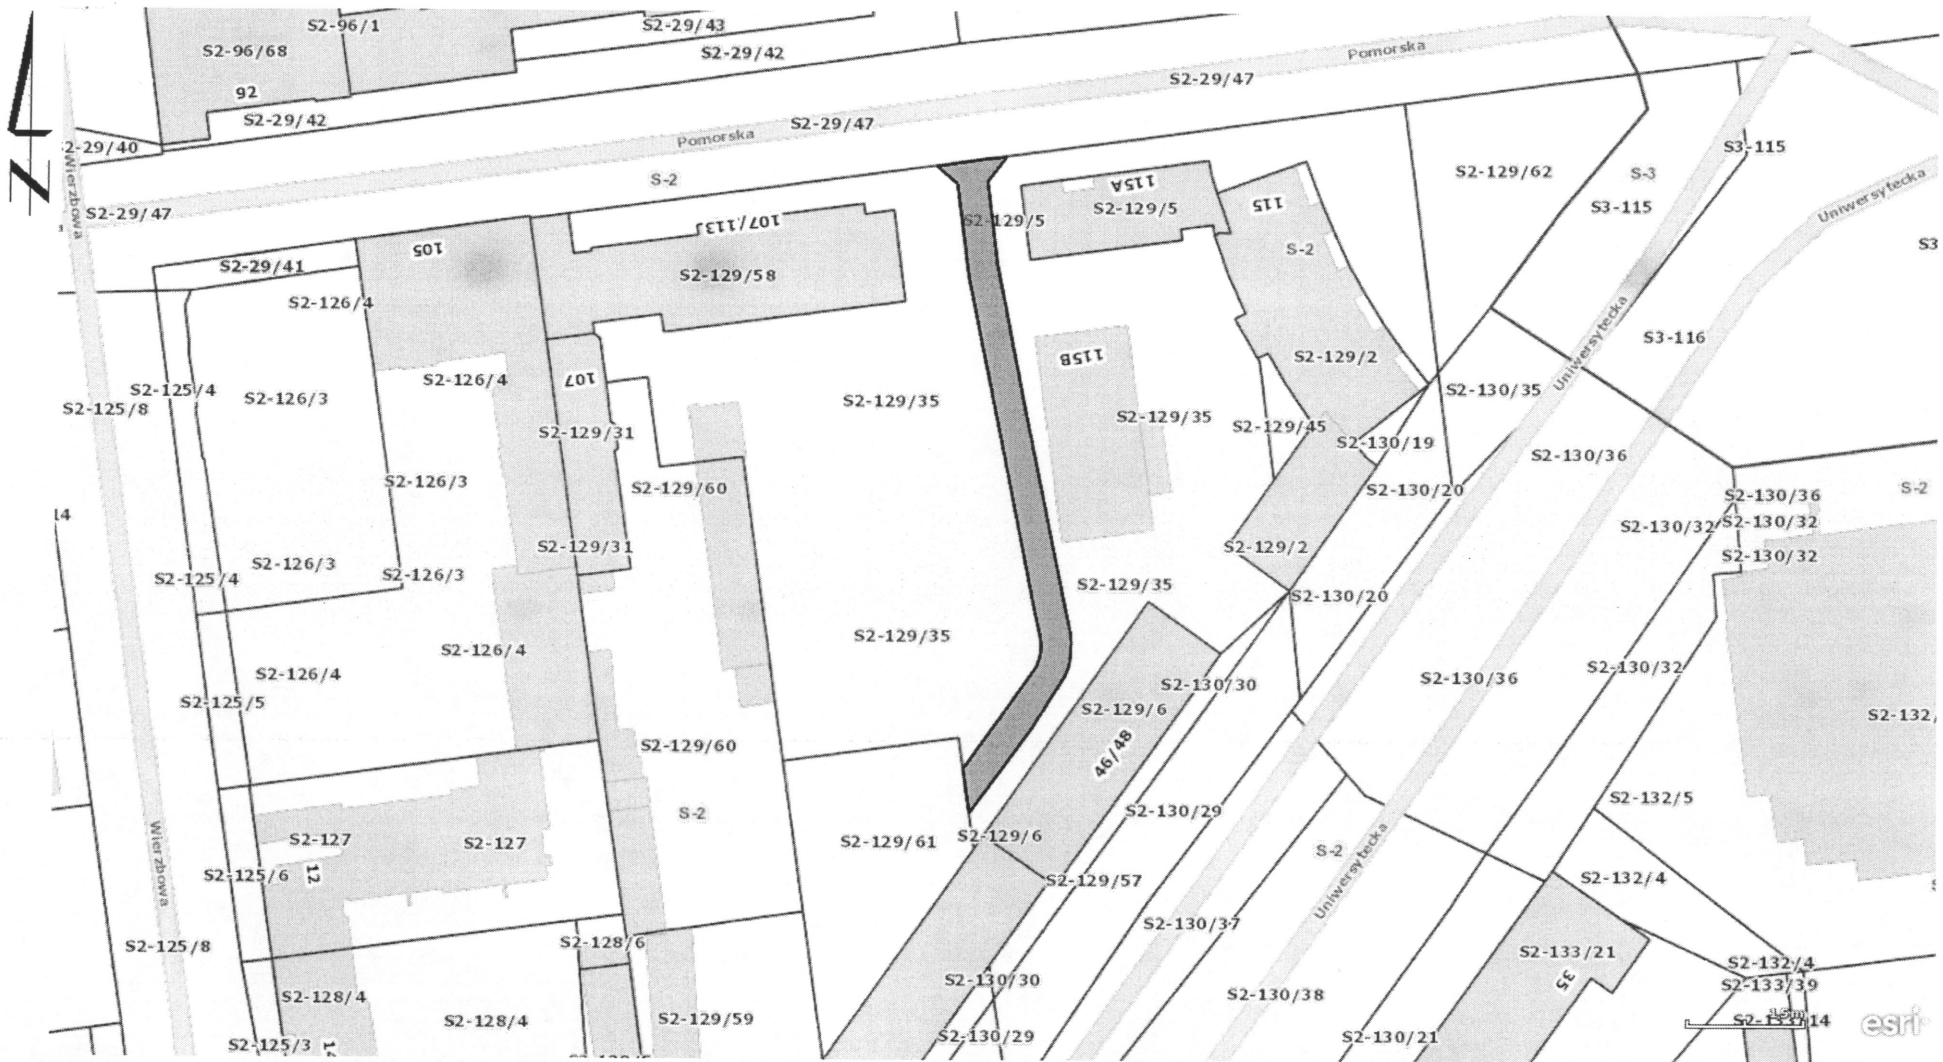 S2-96/1
S2-29/43
S2-96/68
S2-29/42
Pomorska
S2-29/47
92
S2-29/42
S2-29/47
Pomorska
2-29/40
S3-115
Wierzbowa
S-2
S2-129/62
S-3
115A
S2-29/47
S2-129/5
S2-129/5
115
S3-115
Uniwersytecka
107/113
105
S-2
S3
S2-29/41
S2-129/58
S2-126/4
Uniwersytecka
S3-116
115B
S2-129/2
107
S2-126/4
S2-125/4
S2-126/3
S2-125/8
S2-129/35
S2-129/35
S2-129/45
S2-130/35
S2-129/31
S2-130/19
S2-130/36
S2-126/3
S2-129/60
S2-130/20
S2-130/36
S-2
14
S2-130/32
S2-130/32
S2-129/31
S2-129/2
S2-130/32
S2-125/4
S2-126/3
S2-126/3
S2-129/35
S2-130/20
S2-129/35
S2-126/4
S2-126/4
S2-130/32
S2-125/5
S2-130/30
S2-130/36
S2-129/6
S2-132/
46/48
S2-129/60
S2-132/5
S-2
S2-130/29
S2-127
S2-127
S2-129/61
S2-129/6
S-2
Uniwersytecka
Wierzbowa
S2-125/6
12
S2-129/57
S2-132/4
S2-130/37
S2-125/8
S2-128/6
S2-133/21
S2-132/4
35
S2-130/30
S2-133/39
S2-128/4
S2-130/38
S2-128/4
S2-129/59
15m
esri
S2-125/3
S2-130/29
S2-130/21